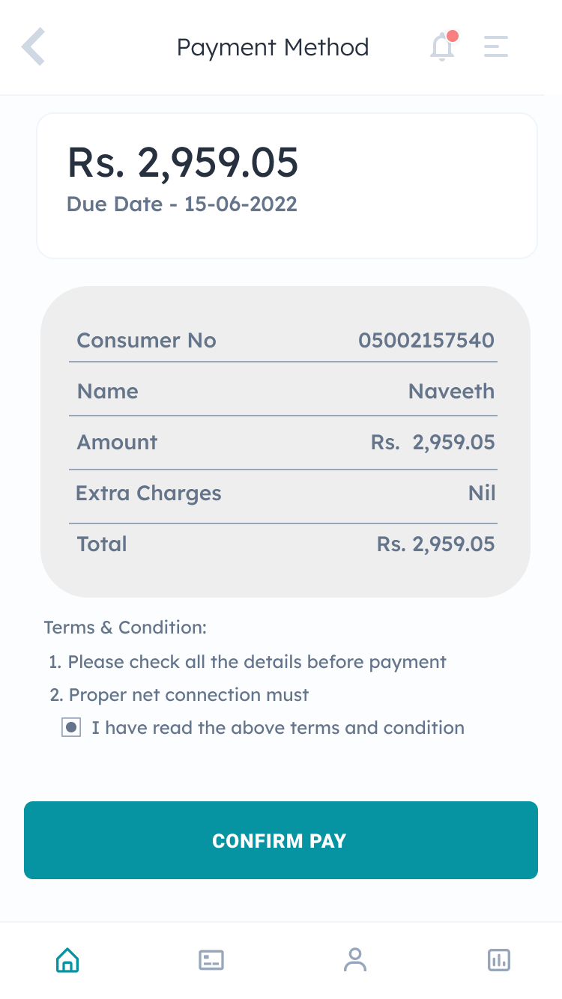 Payment Method
Rs. 2,959.05
Due Date - 15-06-2022
Consumer No 05002157540
Name Naveeth
Amount Rs. 2,959.05
Extra Charges Nil
Total Rs. 2,959.05
Terms & Condition:
1. Please check all the details before payment
2. Proper net connection must
I have read the above terms and condition
CONFIRM PAY